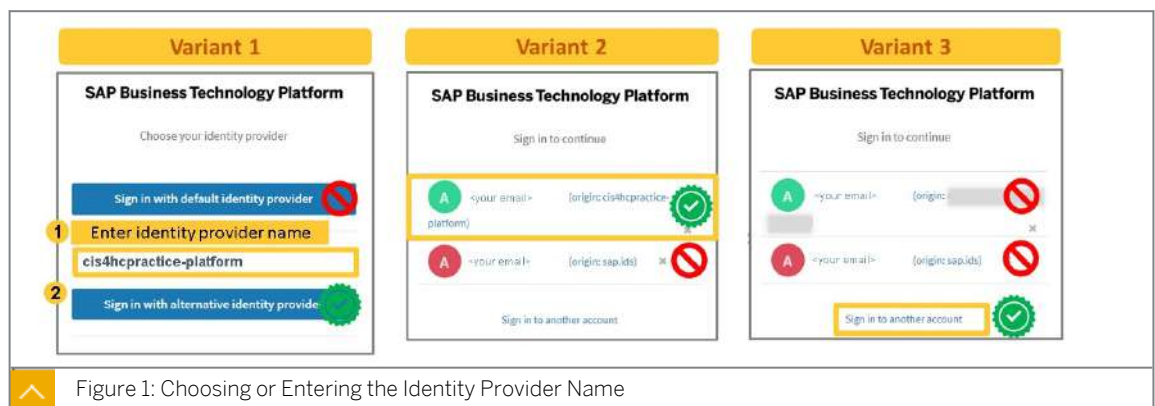 Variant 1
SAP Business Technology Platform
Choose your identity provider
Sign in with default identity provider
1 Enter identity provider name
cis4hcpractice-platform
2
Sign in with alternative identity provide
Variant 2
SAP Business Technology Platform
Sign in to continue
A <your email> (origin: cis4hcpractice-
platform) ×
A <your email> (origin: sap.ids) ×
Sign in to another account
Variant 3
SAP Business Technology Platform
Sign in to continue
A <your email> (origin:
×
A <your email> (origin: sap.ids)
Sign in to another account
Figure 1: Choosing or Entering the Identity Provider Name